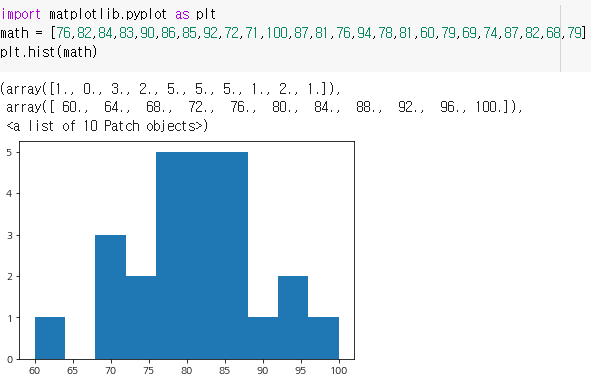 import matplotlib.pyplot as plt
math = [76,82,84,83,90,86,85,92,72,71,100,87,81,76,94,78,81,60,79,69,74,87,82,68,79]
plt.hist(math)
(array([1., 0., 3., 2., 5., 5., 5., 1., 2., 1.]),
array([ 60., 64., 68., 72., 76., 80., 84., 88., 92., 96., 100.]),
<a list of 10 Patch objects>)
5
4
3
2
1
0
60 65 70 75 80 85 90 95 100